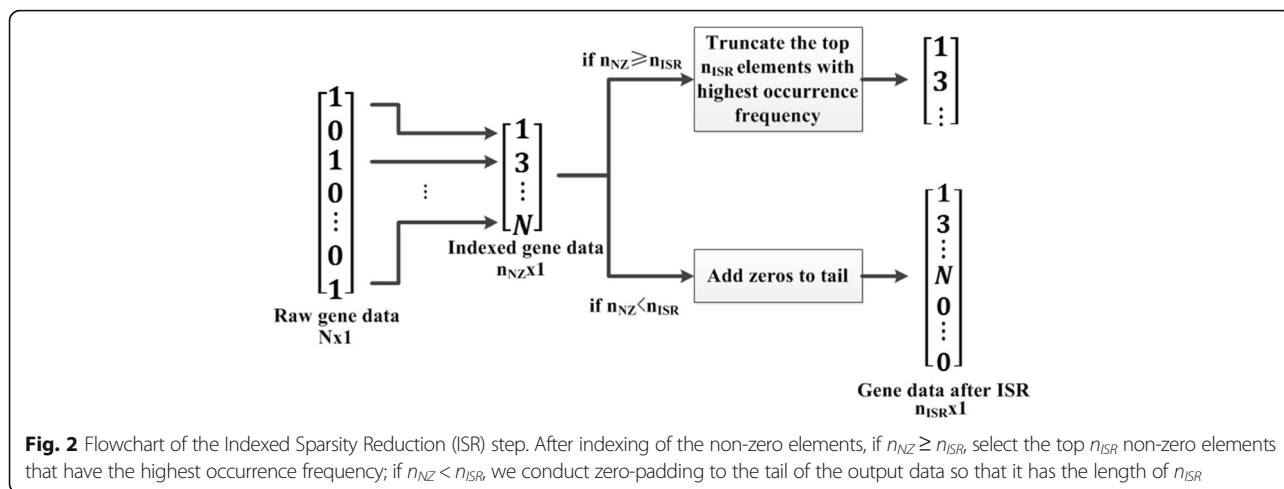 1
0
1
0
⋮
0
1
Raw gene data
Nx1
⋮
1
3
⋮
N
Indexed gene data
n_NZx1
if n_NZ⩾n_ISR
Truncate the top
n_ISR elements with
highest occurrence
frequency
1
3
⋮
if n_NZ<n_ISR
Add zeros to tail
1
3
⋮
N
0
⋮
0
Gene data after ISR
n_ISRx1
Fig. 2 Flowchart of the Indexed Sparsity Reduction (ISR) step. After indexing of the non-zero elements, if n_NZ ≥ n_ISR, select the top n_ISR non-zero elements
that have the highest occurrence frequency; if n_NZ < n_ISR, we conduct zero-padding to the tail of the output data so that it has the length of n_ISR